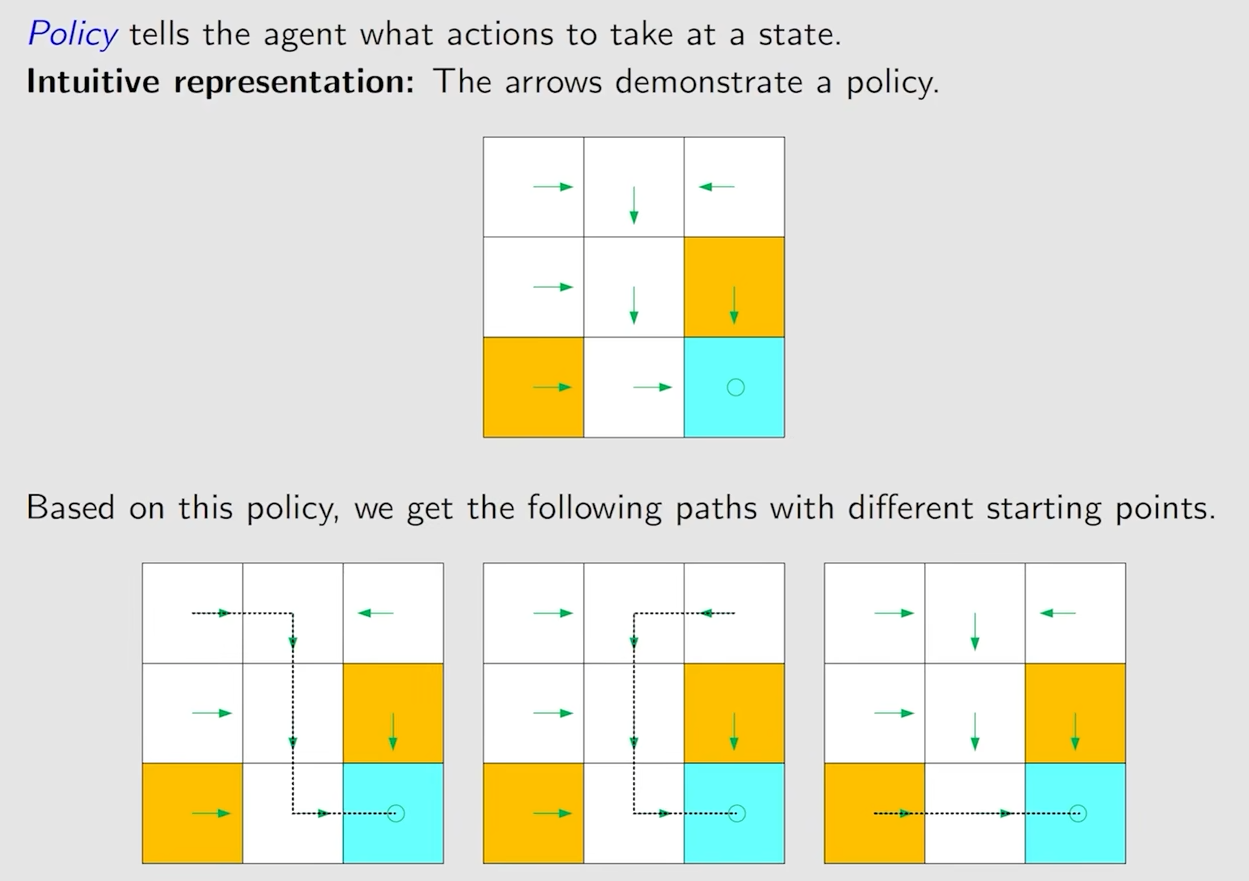 Policy tells the agent what actions to take at a state.
Intuitive representation: The arrows demonstrate a policy.
Based on this policy, we get the following paths with different starting points.